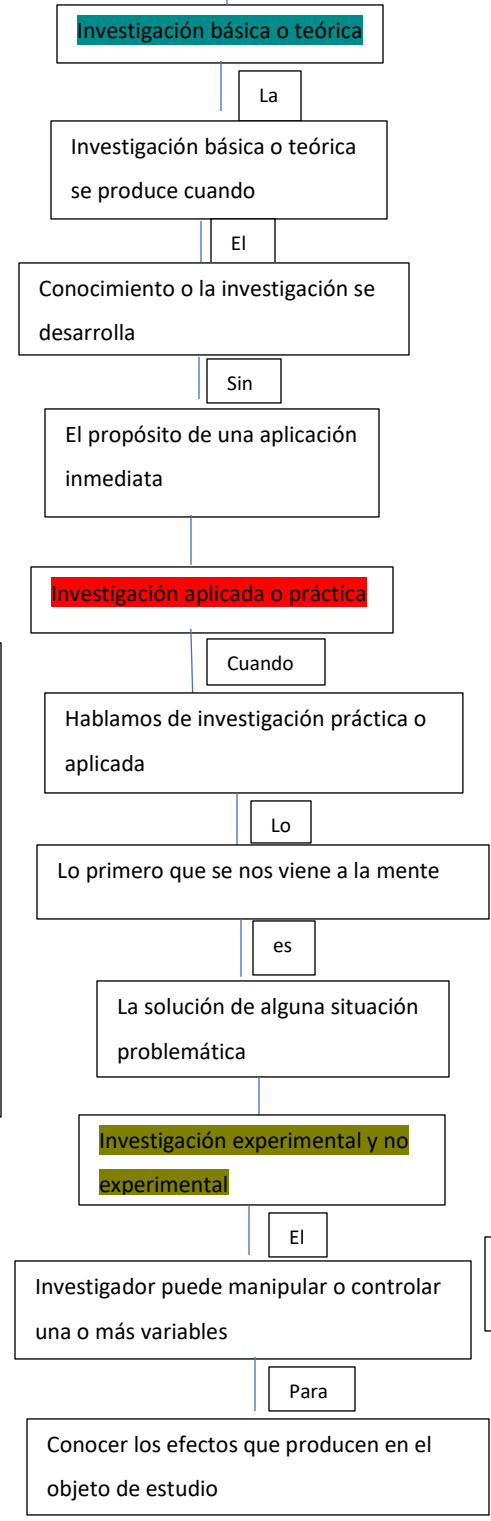 Investigación básica o teórica
La
Investigación básica o teórica
se produce cuando
El
Conocimiento o la investigación se
desarrolla
Sin
El propósito de una aplicación
inmediata
Investigación aplicada o práctica
Cuando
Hablamos de investigación práctica o
aplicada
Lo
Lo primero que se nos viene a la mente
es
La solución de alguna situación
problemática
Investigación experimental y no
experimental
El
Investigador puede manipular o controlar
una o más variables
Para
Conocer los efectos que producen en el
objeto de estudio